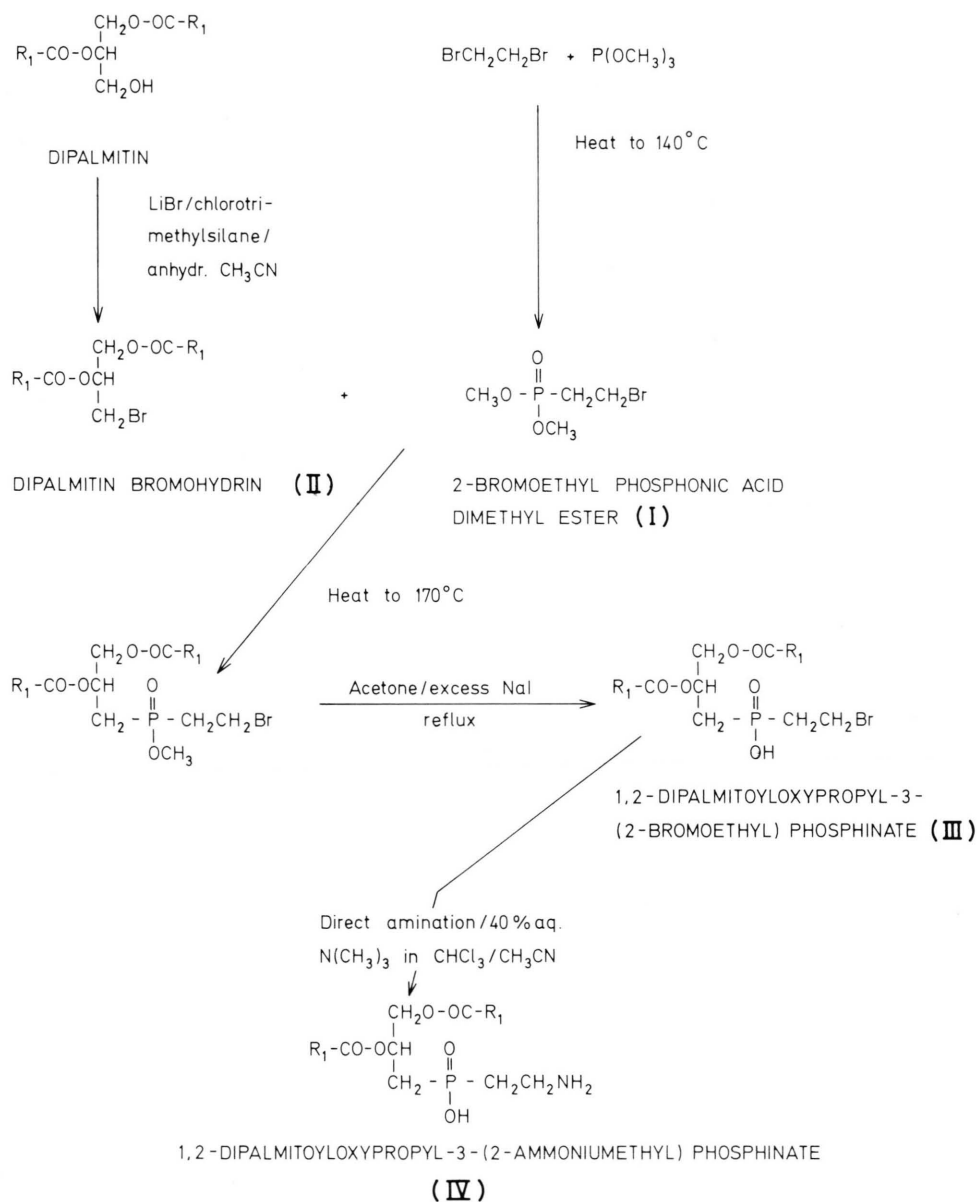 CH₂O-OC-R₁
R₁-CO-OCH
CH₂OH
DIPALMITIN
BrCH₂CH₂Br + P(OCH₃)₃
Heat to 140°C
LiBr/chlorotri-
methylsilane/
anhydr. CH₃CN
CH₂O-OC-R₁
R₁-CO-OCH
CH₂Br
+
O
CH₃O - P - CH₂CH₂Br
OCH₃
DIPALMITIN BROMOHYDRIN (II)
2-BROMOETHYL PHOSPHONIC ACID
DIMETHYL ESTER (I)
Heat to 170°C
CH₂O-OC-R₁
R₁-CO-OCH O
CH₂ - P - CH₂CH₂Br
OCH₃
Acetone/excess NaI
reflux
CH₂O-OC-R₁
R₁-CO-OCH O
CH₂ - P - CH₂CH₂Br
OH
1,2-DIPALMITOYLOXYPROPYL-3-
(2-BROMOETHYL) PHOSPHINATE (III)
Direct amination/40% aq.
N(CH₃)₃ in CHCl₃/CH₃CN
CH₂O-OC-R₁
R₁-CO-OCH O
CH₂ - P - CH₂CH₂NH₂
OH
1,2-DIPALMITOYLOXYPROPYL-3-(2-AMMONIUMETHYL) PHOSPHINATE
(IV)